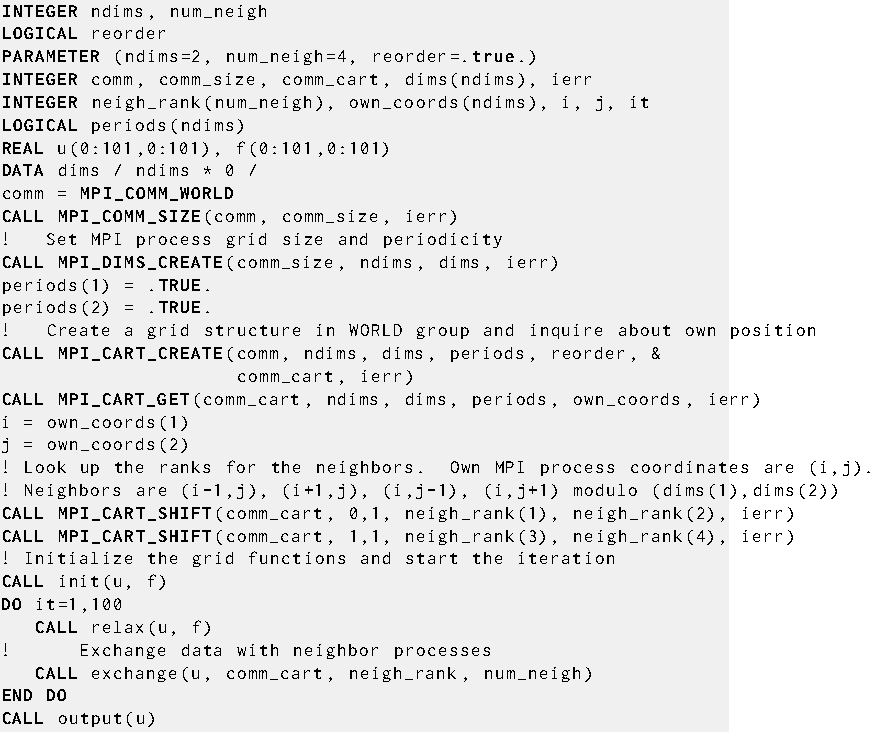 INTEGER ndims, num_neigh
LOGICAL reorder
PARAMETER (ndims=2, num_neigh=4, reorder=.true.)
INTEGER comm, comm_size, comm_cart, dims(ndims), ierr
INTEGER neigh_rank(num_neigh), own_coords(ndims), i, j, it
LOGICAL periods(ndims)
REAL u(0:101,0:101), f(0:101,0:101)
DATA dims / ndims * 0 /
comm = MPI_COMM_WORLD
CALL MPI_COMM_SIZE(comm, comm_size, ierr)
!   Set MPI process grid size and periodicity
CALL MPI_DIMS_CREATE(comm_size, ndims, dims, ierr)
periods(1) = .TRUE.
periods(2) = .TRUE.
!   Create a grid structure in WORLD group and inquire about own position
CALL MPI_CART_CREATE(comm, ndims, dims, periods, reorder, &
                         comm_cart, ierr)
CALL MPI_CART_GET(comm_cart, ndims, dims, periods, own_coords, ierr)
i = own_coords(1)
j = own_coords(2)
! Look up the ranks for the neighbors.  Own MPI process coordinates are (i,j).
! Neighbors are (i-1,j), (i+1,j), (i,j-1), (i,j+1) modulo (dims(1),dims(2))
CALL MPI_CART_SHIFT(comm_cart, 0,1, neigh_rank(1), neigh_rank(2), ierr)
CALL MPI_CART_SHIFT(comm_cart, 1,1, neigh_rank(3), neigh_rank(4), ierr)
! Initialize the grid functions and start the iteration
CALL init(u, f)
DO it=1,100
   CALL relax(u, f)
!       Exchange data with neighbor processes
   CALL exchange(u, comm_cart, neigh_rank, num_neigh)
END DO
CALL output(u)